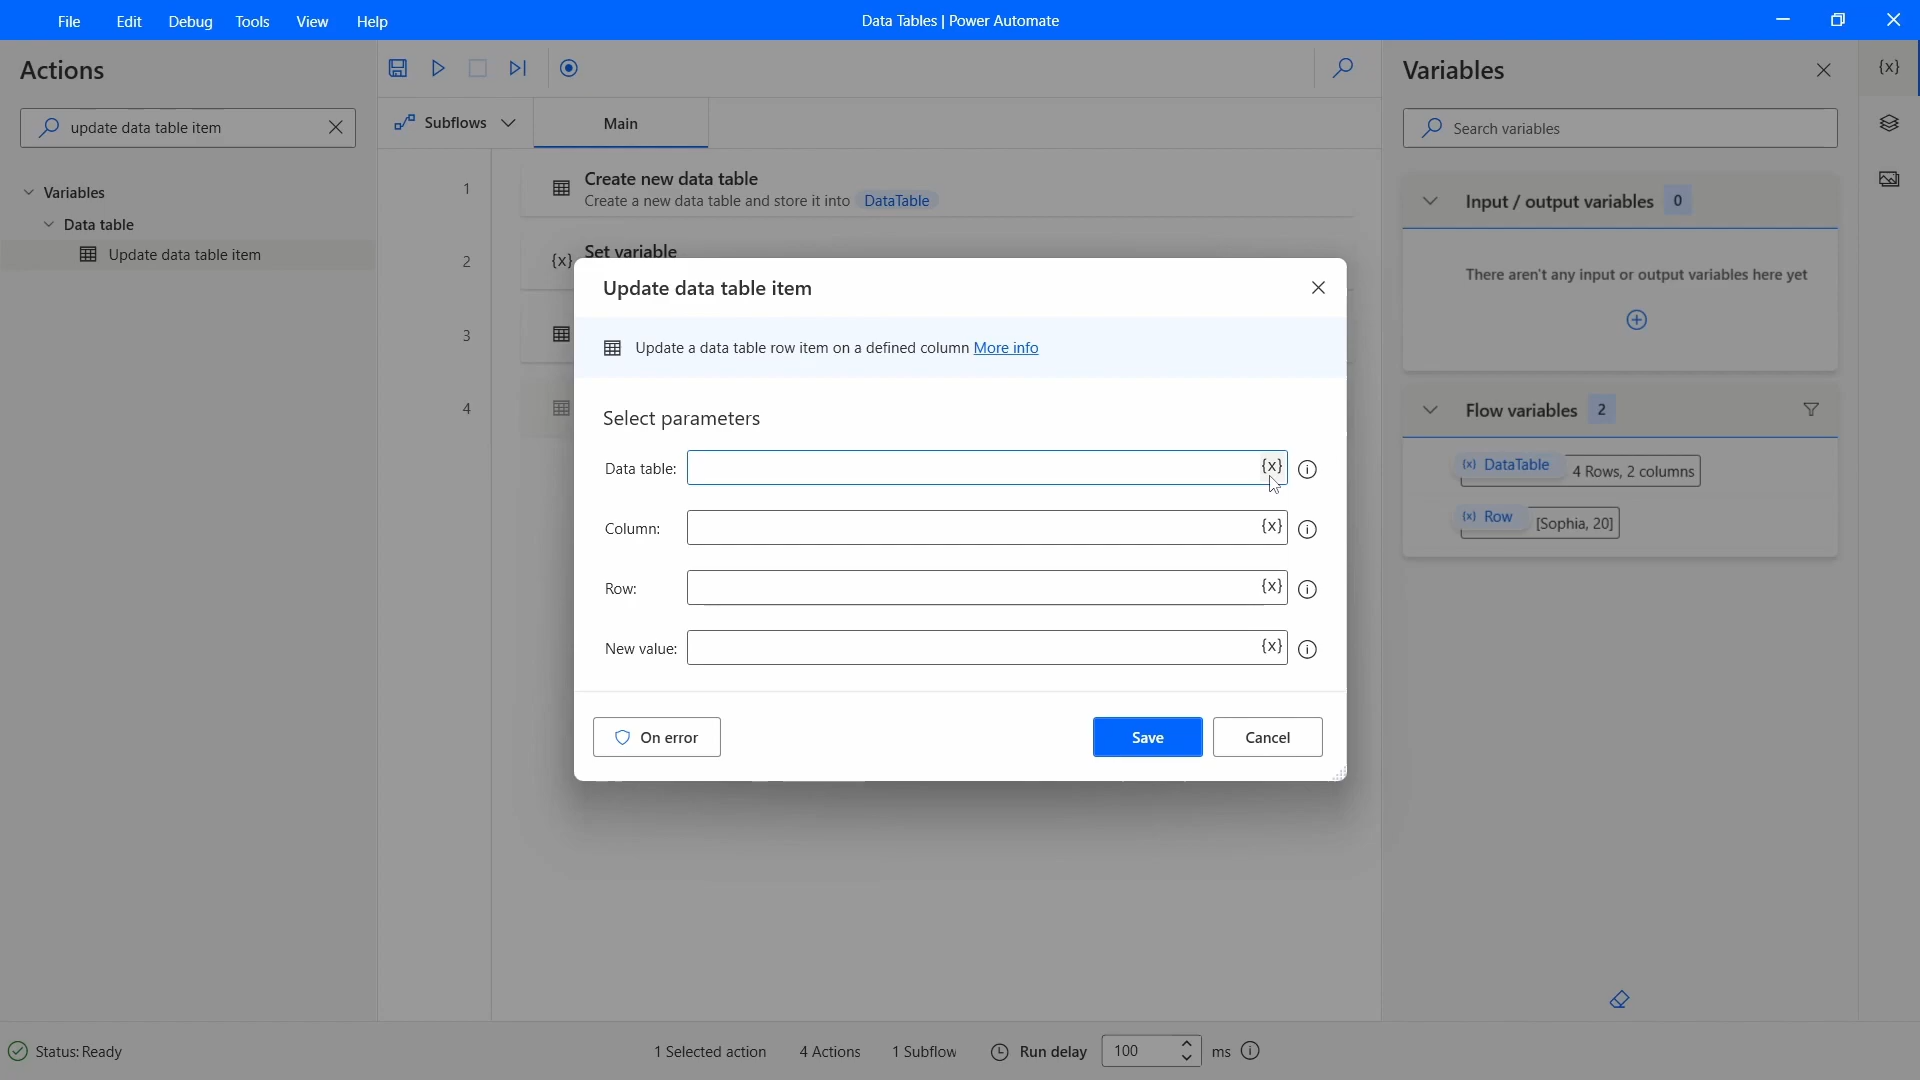 File Edit Debug Tools View Help
Data Tables | Power Automate
Actions
update data table item
Variables
Data table
Update data table item
Subflows
Main
1
Create new data table
Create a new data table and store it into DataTable
2
{x}
Set variable
3
4
Update data table item
Update a data table row item on a defined column More info
Select parameters
Data table: {x}
Column: {x}
Row: {x}
New value: {x}
On error
Save
Cancel
Variables
{x}
Search variables
Input / output variables 0
There aren't any input or output variables here yet
Flow variables 2
{x} DataTable 4 Rows, 2 columns
{x} Row [Sophia, 20]
Status: Ready
1 Selected action
4 Actions
1 Subflow
Run delay
100
ms